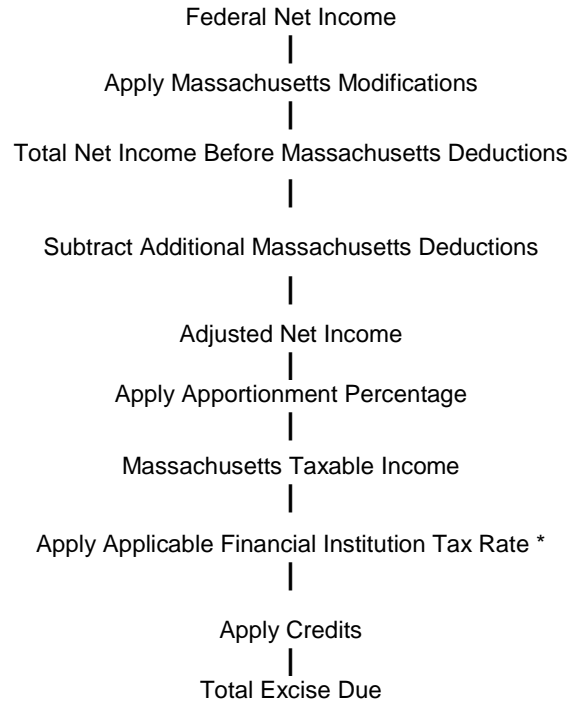 Federal Net Income
Apply Massachusetts Modifications
Total Net Income Before Massachusetts Deductions
Subtract Additional Massachusetts Deductions
Adjusted Net Income
Apply Apportionment Percentage
Massachusetts Taxable Income
Apply Applicable Financial Institution Tax Rate *
Apply Credits
Total Excise Due